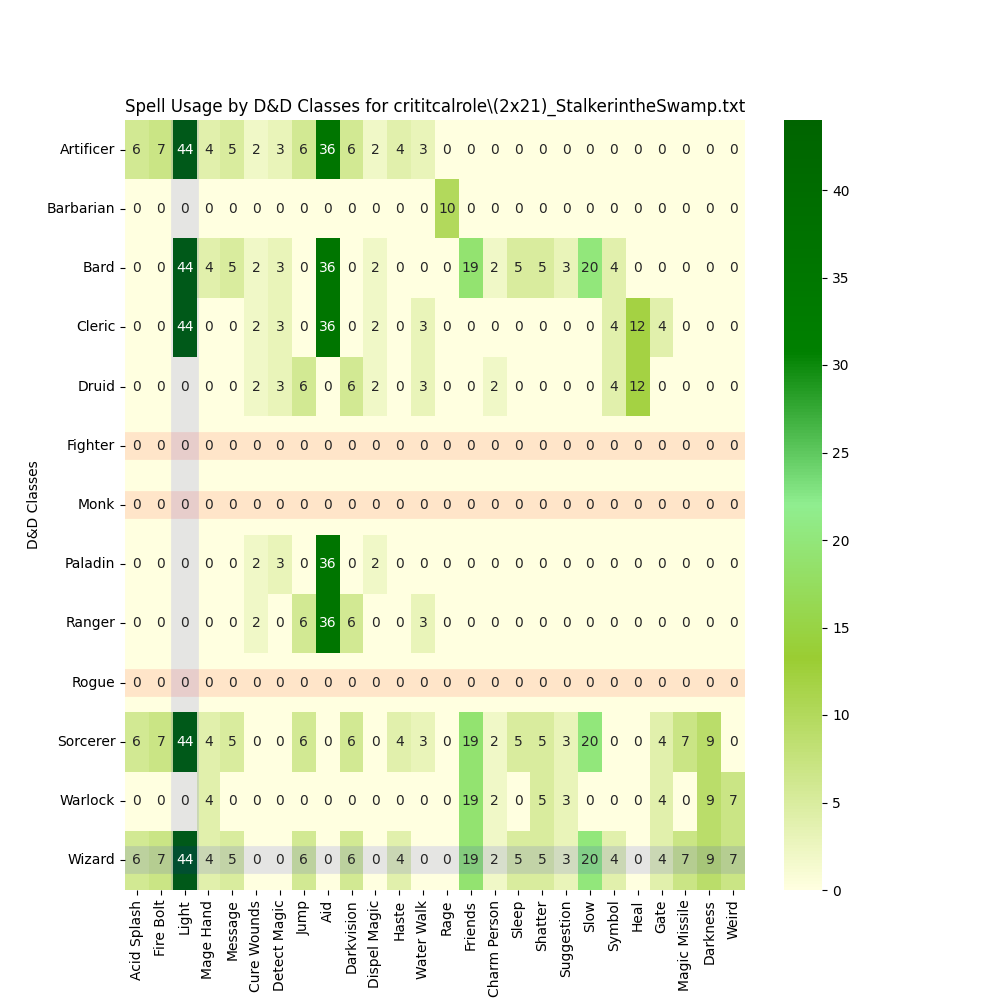 Spell Usage by D&D Classes for crititcalrole\(2x21)_StalkerintheSwamp.txt
D&D Classes
Artificer 6 7 44 4 5 2 3 6 36 6 2 4 3 0 0 0 0 0 0 0 0 0 0 0 0 0
Barbarian 0 0 0 0 0 0 0 0 0 0 0 0 0 10 0 0 0 0 0 0 0 0 0 0 0 0
Bard 0 0 44 4 5 2 3 0 36 0 2 0 0 0 19 2 5 5 3 20 4 0 0 0 0 0
Cleric 0 0 44 0 0 2 3 0 36 0 2 0 3 0 0 0 0 0 0 0 4 12 4 0 0 0
Druid 0 0 0 0 0 2 3 6 0 6 2 0 3 0 0 2 0 0 0 0 4 12 0 0 0 0
Fighter 0 0 0 0 0 0 0 0 0 0 0 0 0 0 0 0 0 0 0 0 0 0 0 0 0 0
Monk 0 0 0 0 0 0 0 0 0 0 0 0 0 0 0 0 0 0 0 0 0 0 0 0 0 0
Paladin 0 0 0 0 0 2 3 0 36 0 2 0 0 0 0 0 0 0 0 0 0 0 0 0 0 0
Ranger 0 0 0 0 0 2 0 6 36 6 0 0 3 0 0 0 0 0 0 0 0 0 0 0 0 0
Rogue 0 0 0 0 0 0 0 0 0 0 0 0 0 0 0 0 0 0 0 0 0 0 0 0 0 0
Sorcerer 6 7 44 4 5 0 0 6 0 6 0 4 3 0 19 2 5 5 3 20 0 0 4 7 9 0
Warlock 0 0 0 4 0 0 0 0 0 0 0 0 0 0 19 2 0 5 3 0 0 0 4 0 9 7
Wizard 6 7 44 4 5 0 0 6 0 6 0 4 0 0 19 2 5 5 3 20 4 0 4 7 9 7
Acid Splash
Fire Bolt
Light
Mage Hand
Message
Cure Wounds
Detect Magic
Jump
Aid
Darkvision
Dispel Magic
Haste
Water Walk
Rage
Friends
Charm Person
Sleep
Shatter
Suggestion
Slow
Symbol
Heal
Gate
Magic Missile
Darkness
Weird
40
35
30
25
20
15
10
5
0